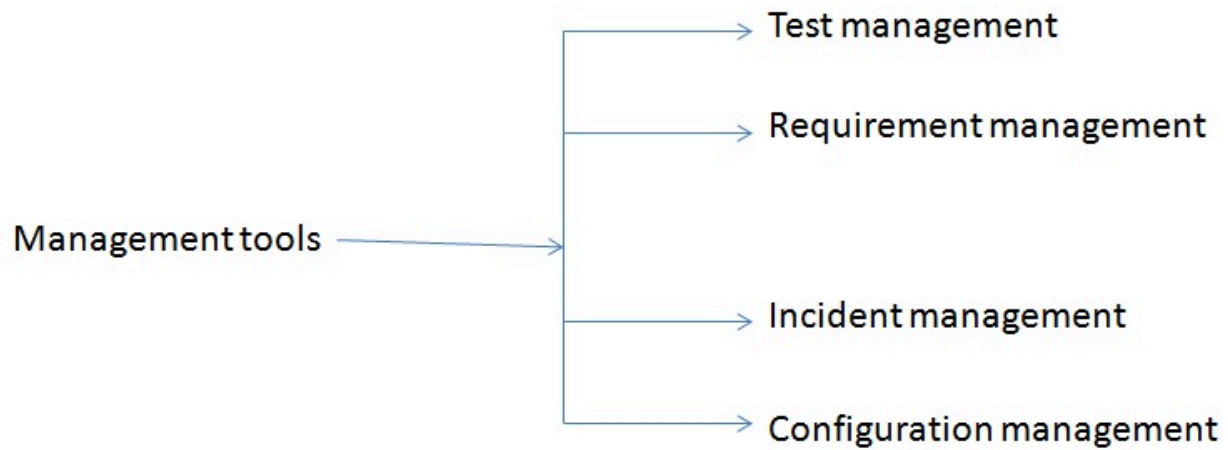 Test management
Requirement management
Management tools
Incident management
Configuration management